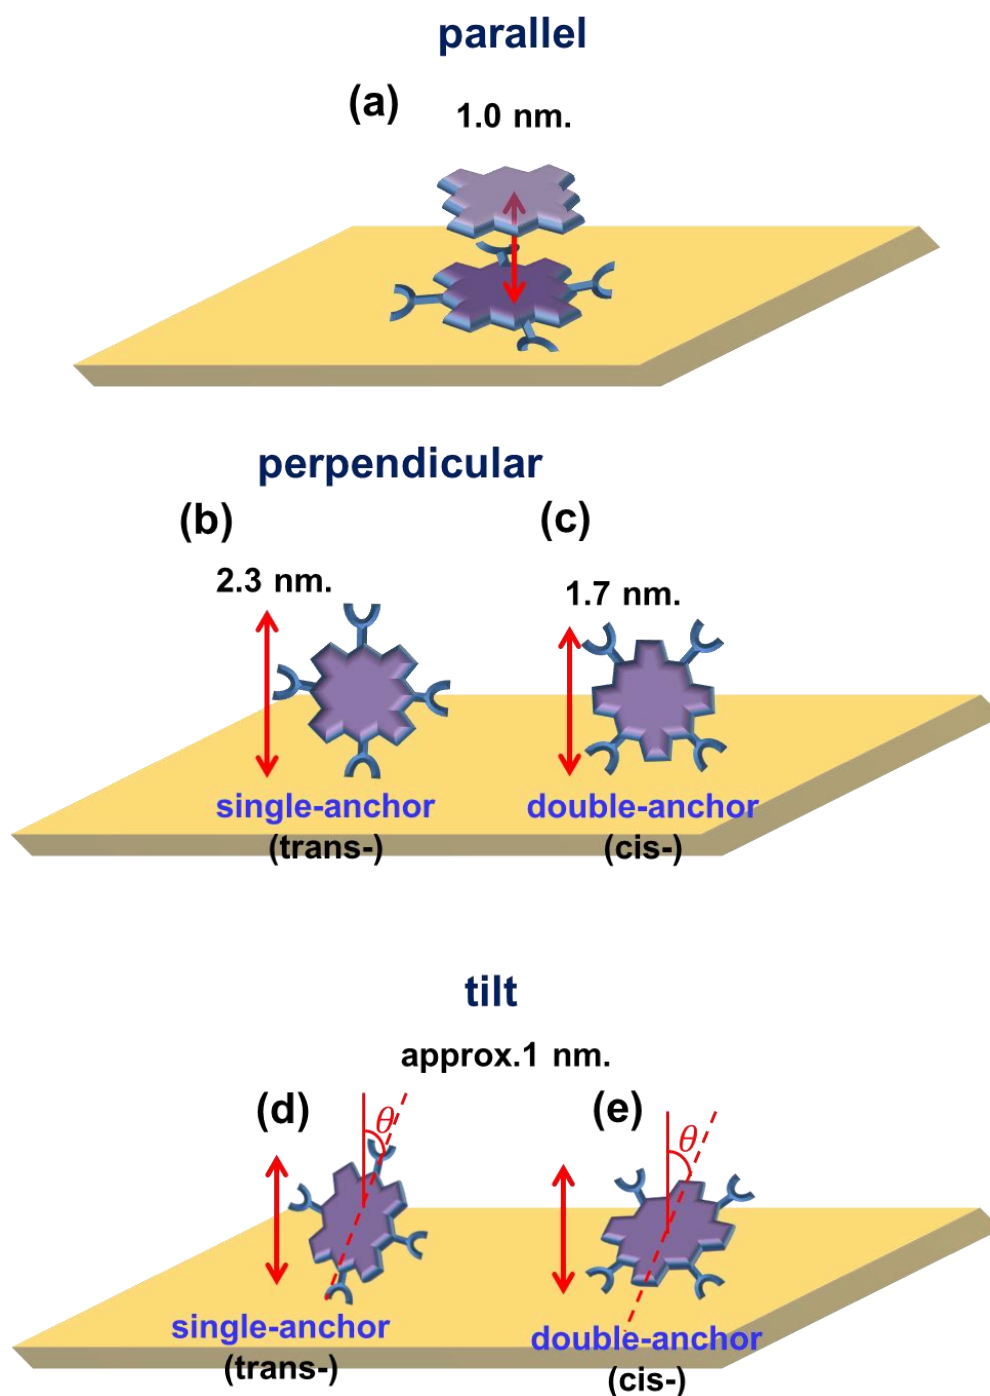 parallel
(a)
1.0 nm.
perpendicular
(b)
(c)
2.3 nm.
1.7 nm.
single-anchor
(trans-)
double-anchor
(cis-)
tilt
approx.1 nm.
(d)
(e)
θ
θ
single-anchor
(trans-)
double-anchor
(cis-)